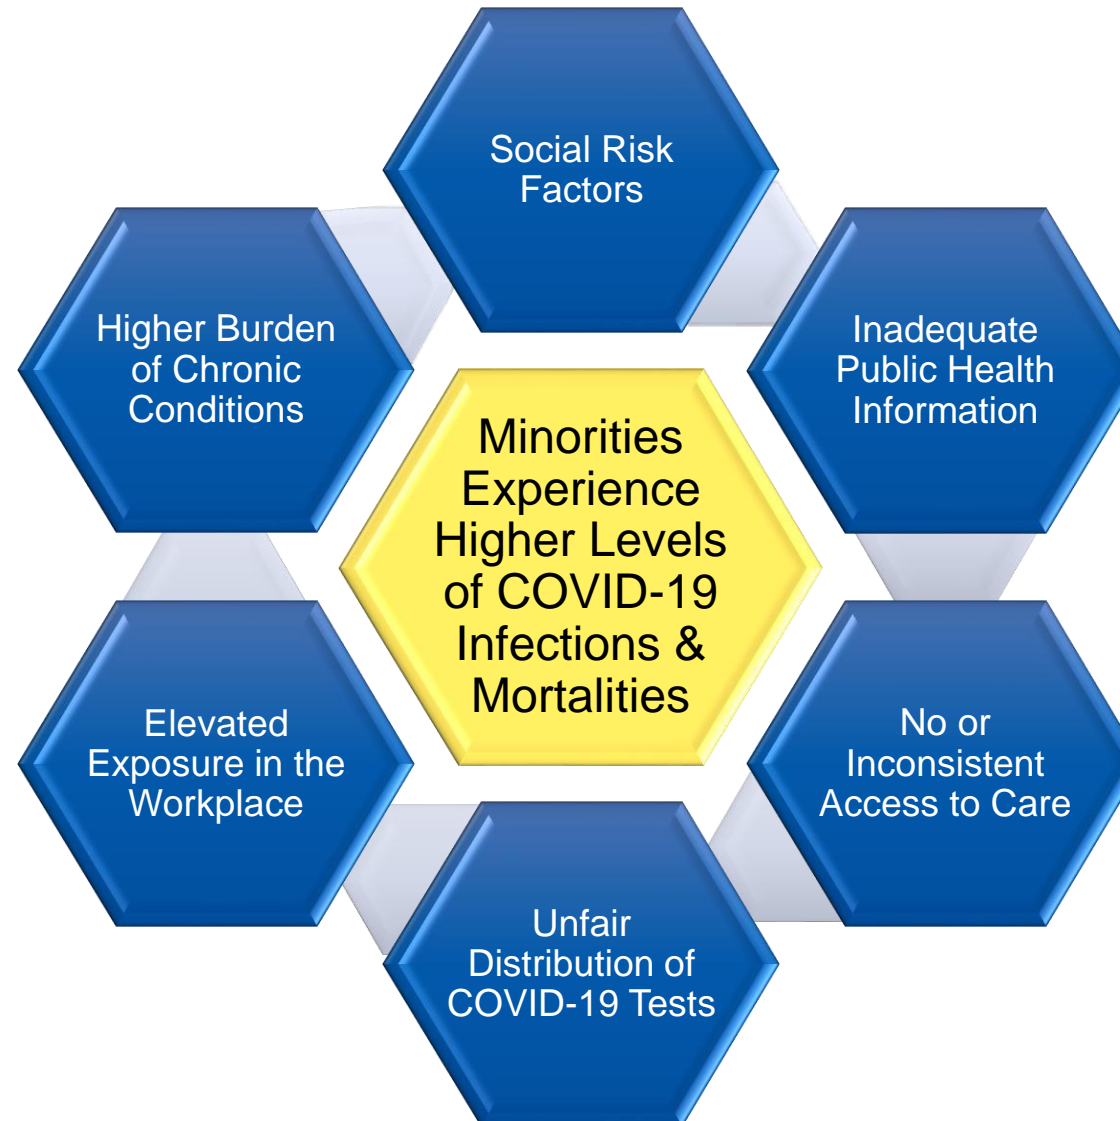 Social Risk
Factors
Inadequate
Public Health
Information
No or
Inconsistent
Access to Care
Unfair
Distribution of
COVID-19 Tests
Elevated
Exposure in the
Workplace
Higher Burden
of Chronic
Conditions
Minorities
Experience
Higher Levels
of COVID-19
Infections &
Mortalities